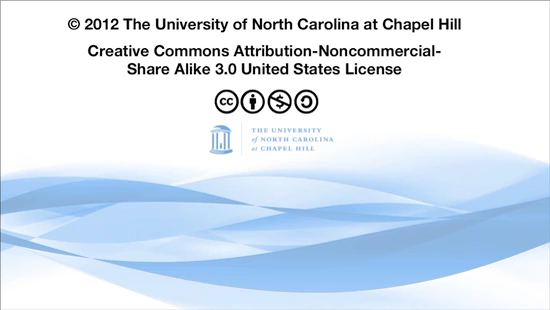 © 2012 The University of North Carolina at Chapel Hill
Creative Commons Attribution-Noncommercial-
Share Alike 3.0 United States License
cc
THE UNIVERSITY
of NORTH CAROLINA
at CHAPEL HILL